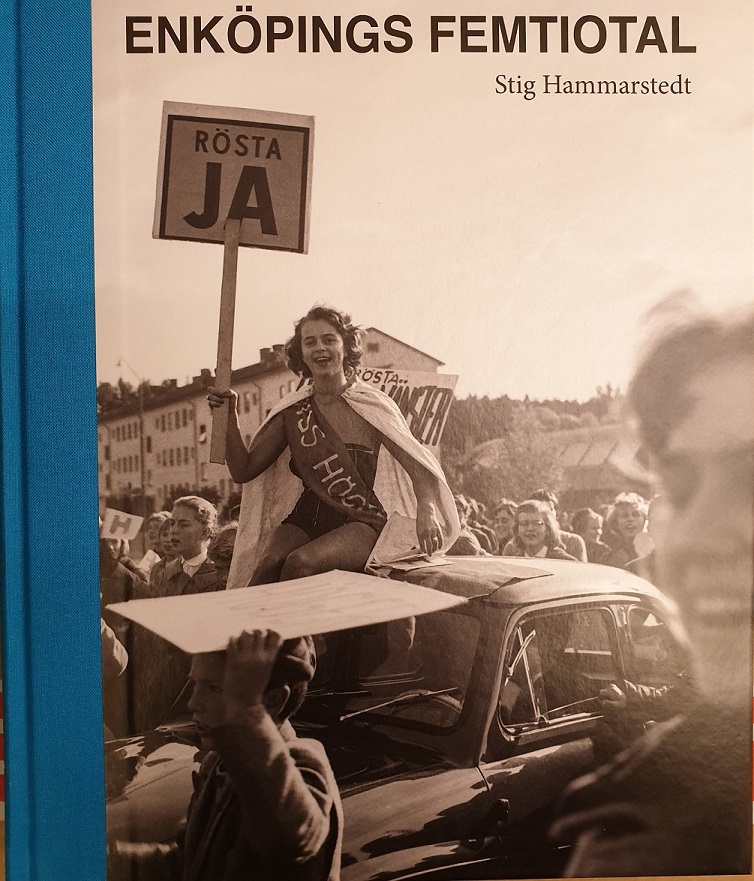 ENKÖPINGS FEMTIOTAL
Stig Hammarstedt
RÖSTA
JA
RÖSTA
H